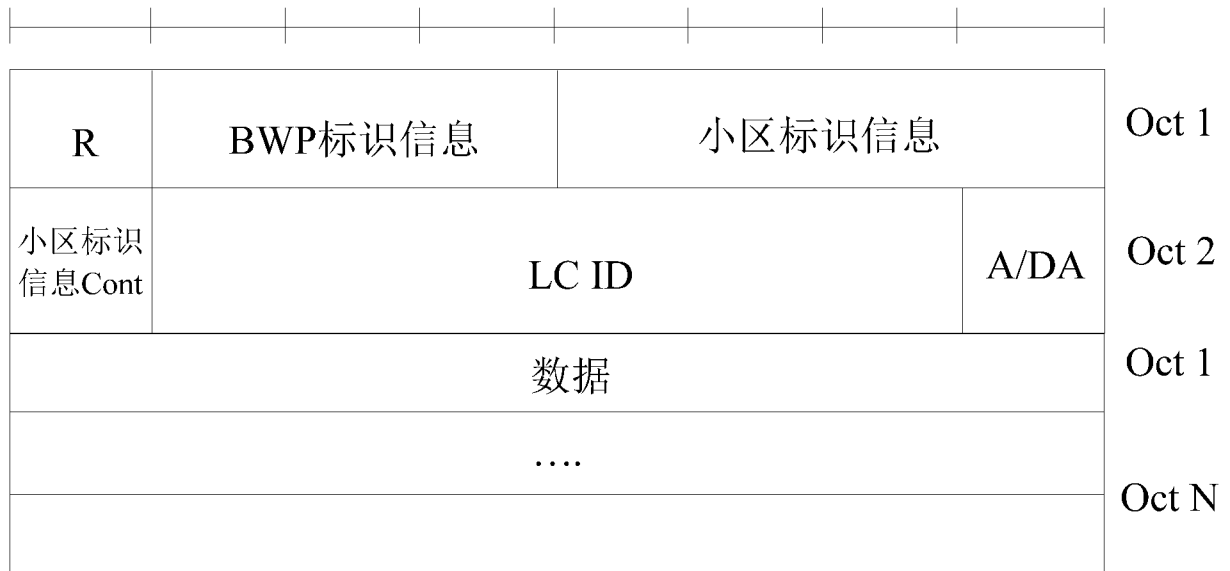 R
BWP标识信息
小区标识信息
Oct 1
小区标识
信息Cont
LC ID
A/DA
Oct 2
数据
Oct 1
....
Oct N